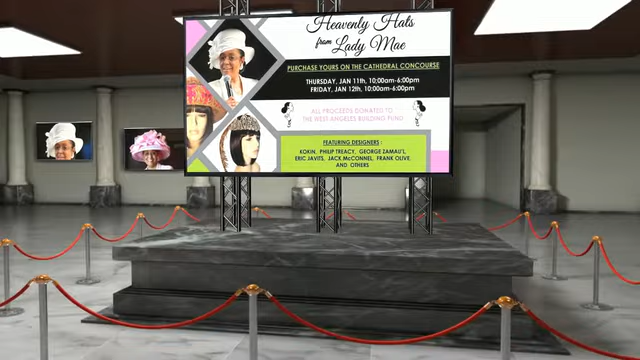 Heavenly Hats
from Lady Mae
PURCHASE YOURS ON THE CATHEDRAL CONCOURSE
THURSDAY, JAN 11th, 10;00am-6:00pm
FRIDAY, JAN 12th, 10:00am-6:00pm
ALL PROCEEDS DONATED TO
THE WEST ANGELES BUILDING FUND
FEATURING DESIGNERS :
KOKIN, PHILIP TREACY, GEORGE ZAMAU'L,
ERIC JAVITS, JACK McCONNEL, FRANK OLIVE,
AND OTHERS